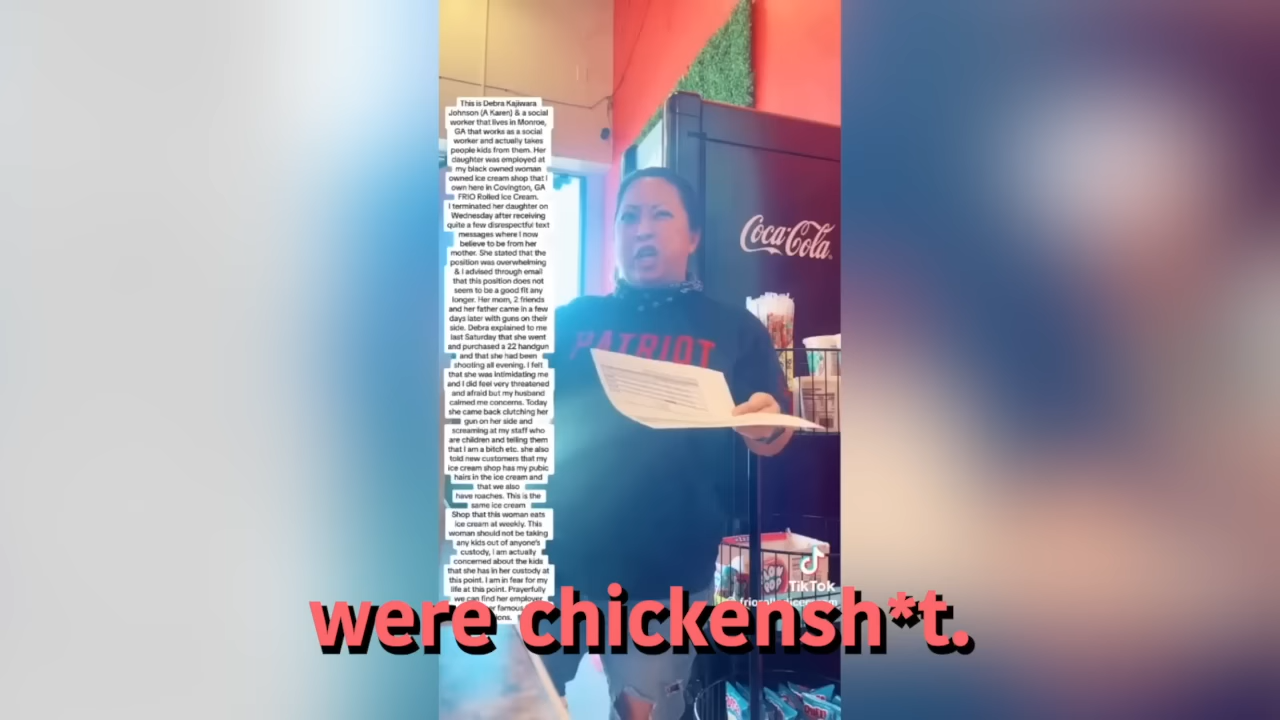 This is Debra Kajiwara
Johnson (A Karen) & a social
worker that lives in Monroe,
GA that works as a social
worker and actually takes
people kids from them. Her
daughter was employed at
my black owned woman
owned ice cream shop that I
own here in Covington, GA
FRIO Rolled Ice Cream.
I terminated her daughter on
Wednesday after receiving
quite a few disrespectful text
messages where I now
believe to be from her
mother. She stated that the
position was overwhelming
& I advised through email
that this position does not
seem to be a good fit any
longer. Her mom, 2 friends
and her father came in a few
days later with guns on their
side. Debra explained to me
last Saturday that she went
and purchased a 22 handgun
and that she had been
shooting all evening. I felt
that she was intimidating me
and I did feel very threatened
and afraid but my husband
calmed me concerns. Today
she came back clutching her
gun on her side and
screaming at my staff who
are children and telling them
that I am a bitch etc. she also
told new customers that my
ice cream shop has my pubic
hairs in the ice cream and
that we also
have roaches. This is the
same ice cream
Shop that this woman eats
ice cream at weekly. This
woman should not be taking
any kids out of anyone's
custody, I am actually
concerned about the kids
that she has in her custody at
this point. I am in fear for my
life at this point. Prayerfully
we can find her employer
her famous
Coca-Cola
PATRIOT
TikTok
were chickensh*t.